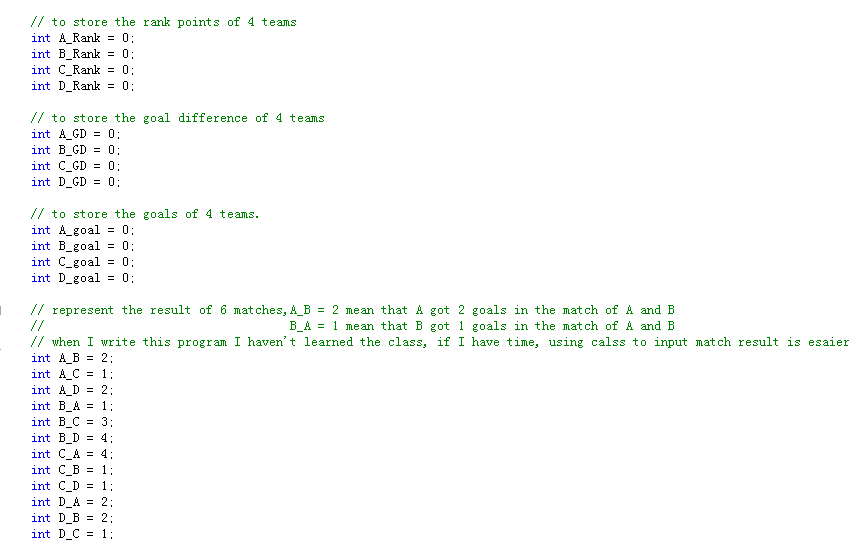 // to store the rank points of 4 teams
int A_Rank = 0;
int B_Rank = 0;
int C_Rank = 0;
int D_Rank = 0;
// to store the goal difference of 4 teams
int A_GD = 0;
int B_GD = 0;
int C_GD = 0;
int D_GD = 0;
// to store the goals of 4 teams.
int A_goal = 0;
int B_goal = 0;
int C_goal = 0;
int D_goal = 0;
// represent the result of 6 matches,A_B = 2 mean that A got 2 goals in the match of A and B
// B_A = 1 mean that B got 1 goals in the match of A and B
// when I write this program I haven't learned the class, if I have time, using calss to input match result is esaier
int A_B = 2;
int A_C = 1;
int A_D = 2;
int B_A = 1;
int B_C = 3;
int B_D = 4;
int C_A = 4;
int C_B = 1;
int C_D = 1;
int D_A = 2;
int D_B = 2;
int D_C = 1;